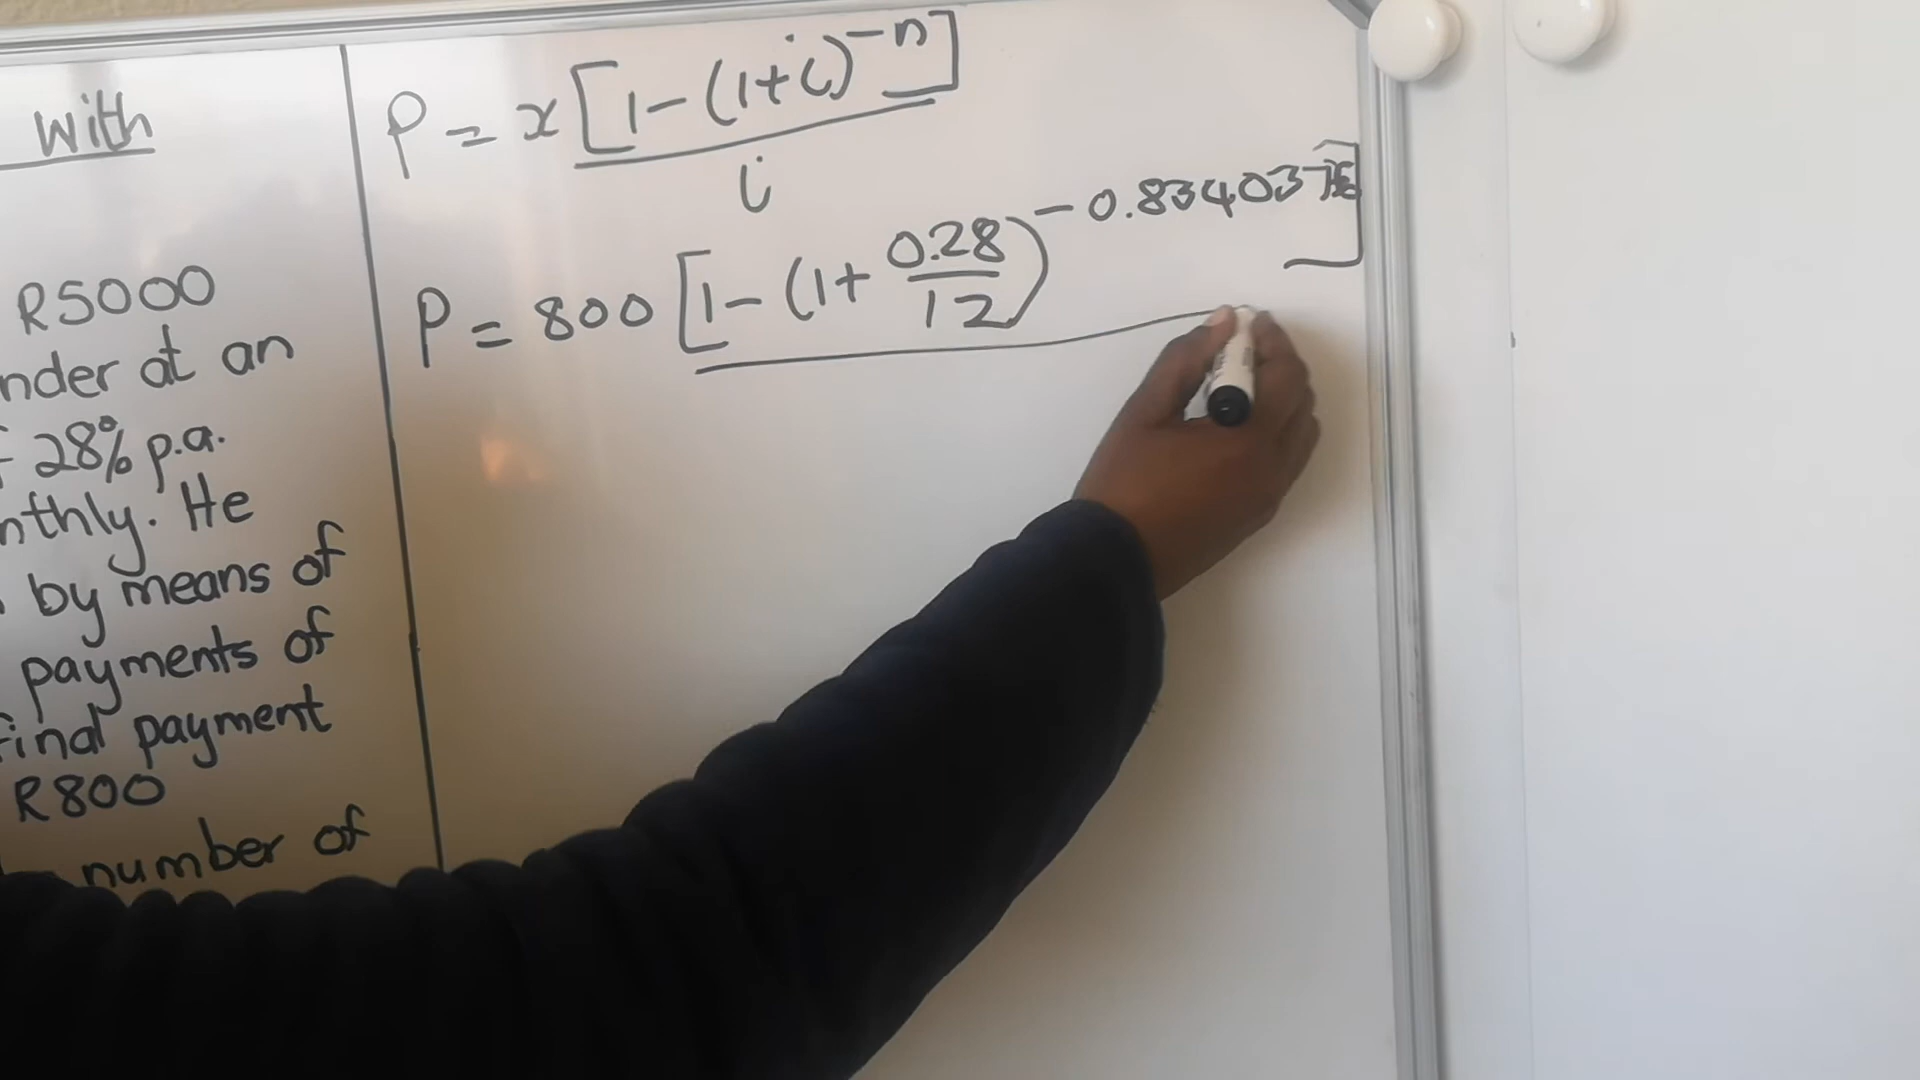 with
R5000
nder at an
f 28% p.a.
nthly. He
by means of
payments of
final payment
R800
number of
P = x[1-(1+i)^-n]
i
P = 800[1-(1+0.28/12)^-0.834037]